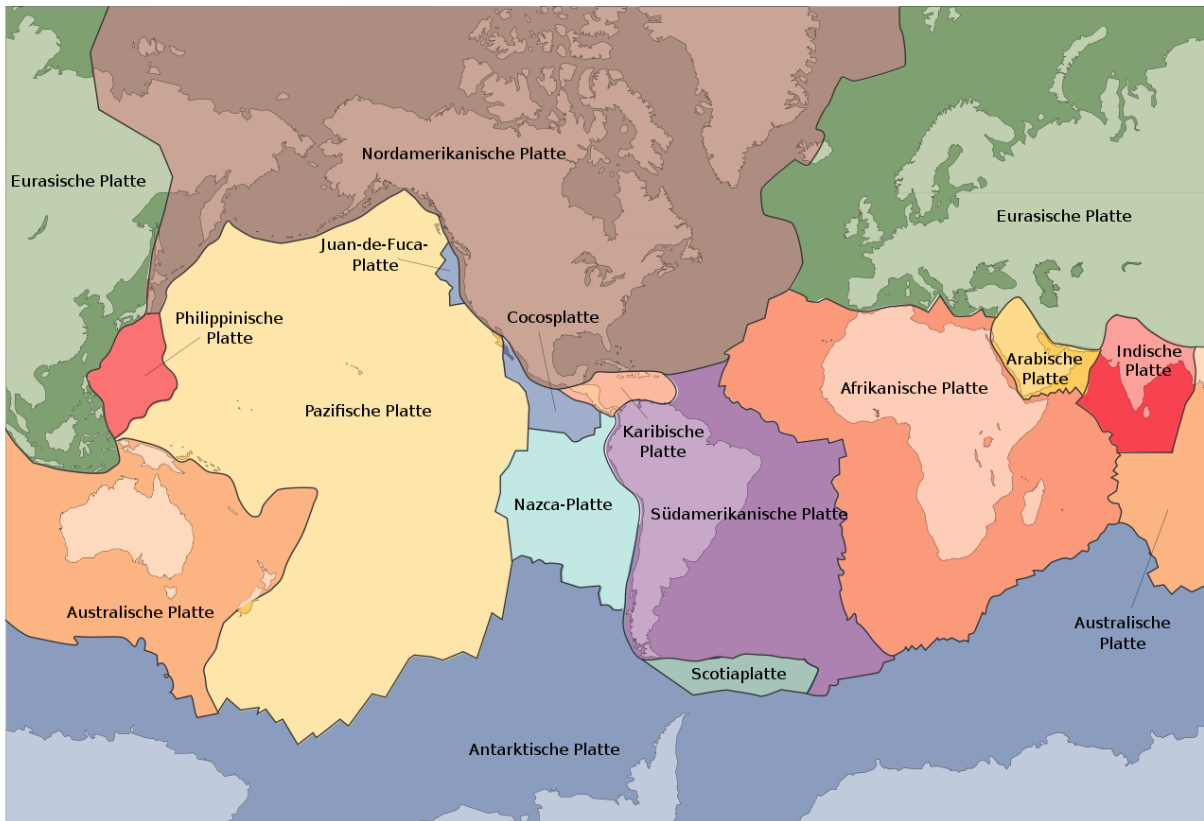 Nordamerikanische Platte
Eurasische Platte
Eurasische Platte
Juan-de-Fuca-
Platte
Philippinische
Platte
Cocosplatte
Arabische
Platte
Indische
Platte
Afrikanische Platte
Pazifische Platte
Karibische
Platte
Nazca-Platte
Südamerikanische Platte
Australische Platte
Australische
Platte
Scotiaplatte
Antarktische Platte